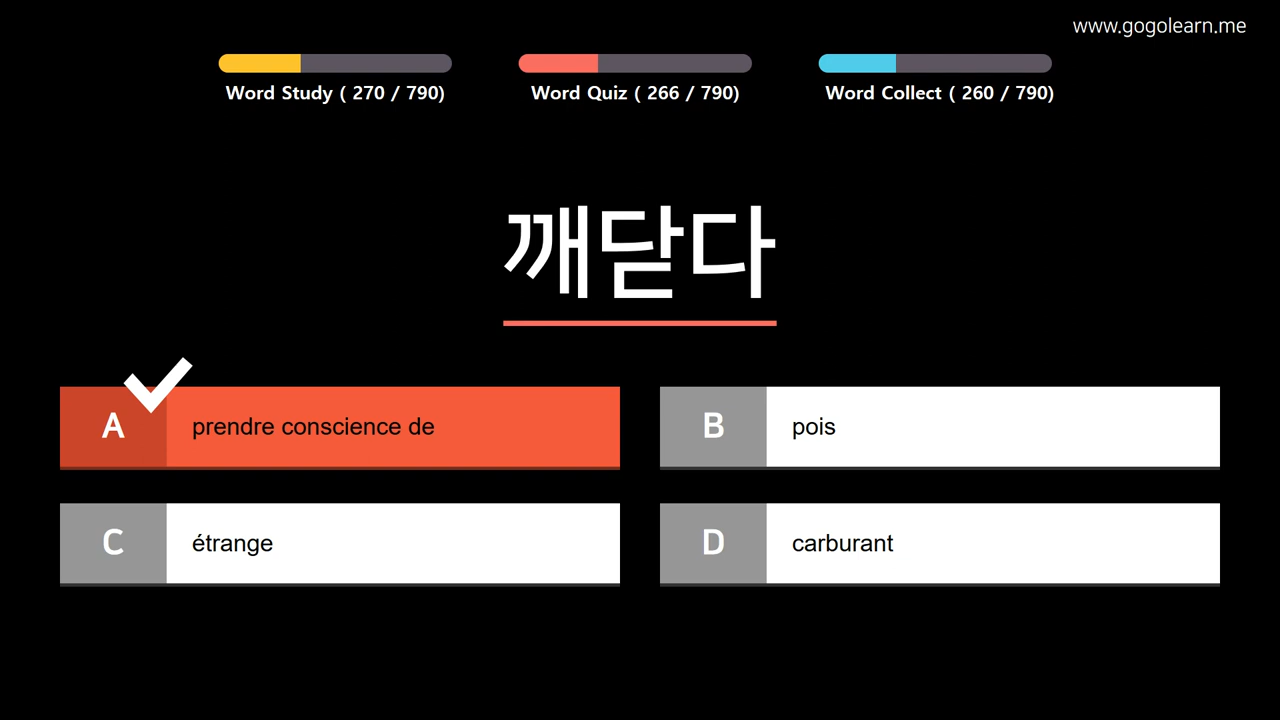 www.gogolearn.me
Word Study ( 270 / 790)
Word Quiz ( 266 / 790)
Word Collect ( 260 / 790)
깨닫다
A
prendre conscience de
B
pois
C
étrange
D
carburant